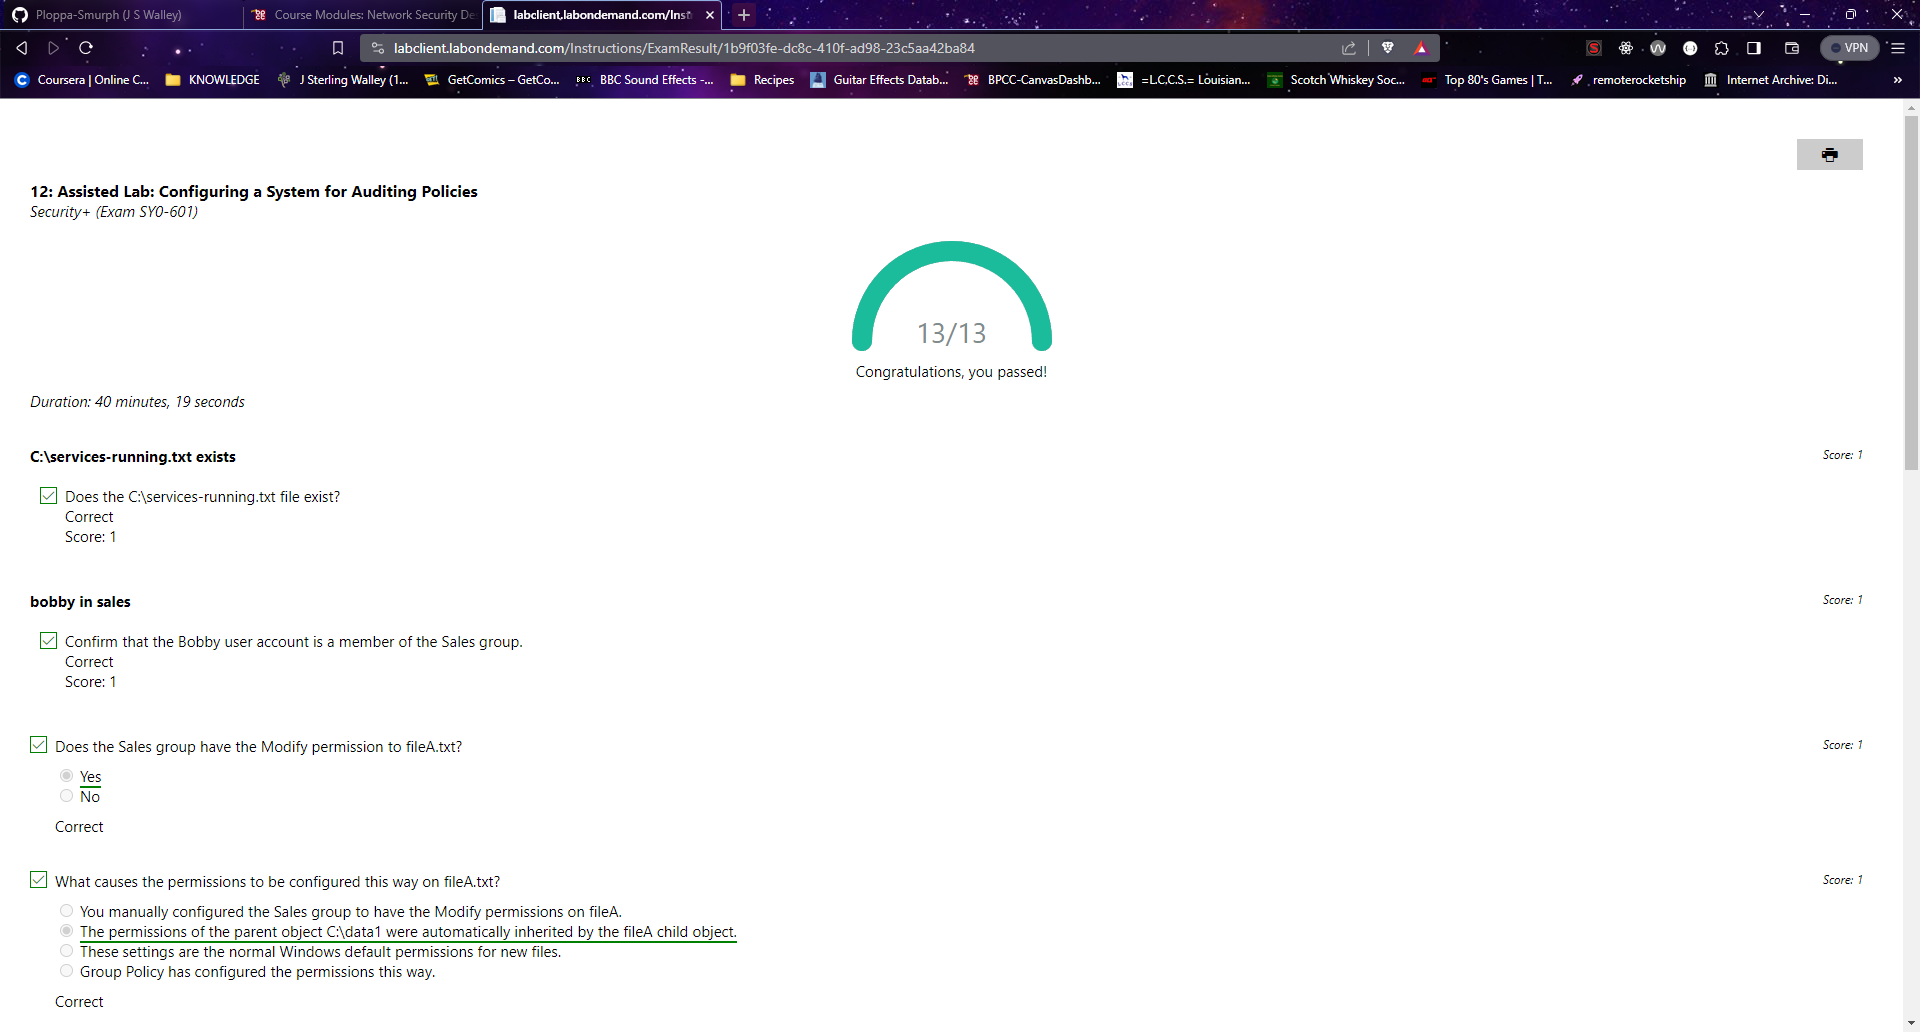 Ploppa-Smurph (J S Walley)
Course Modules: Network Security De
labclient.labondemand.com/Inst
labclient.labondemand.com/Instructions/ExamResult/1b9f03fe-dc8c-410f-ad98-23c5aa42ba84
VPN
Coursera | Online C...
KNOWLEDGE
J Sterling Walley (1...
GetComics – GetCo...
BBC Sound Effects -...
Recipes
Guitar Effects Datab...
BPCC-CanvasDashb...
=L.C,C.S.= Louisian...
Scotch Whiskey Soc...
Top 80's Games | T...
remoterocketship
Internet Archive: Di...
12: Assisted Lab: Configuring a System for Auditing Policies
Security+ (Exam SY0-601)
13/13
Congratulations, you passed!
Duration: 40 minutes, 19 seconds
C:\services-running.txt exists
Score: 1
Does the C:\services-running.txt file exist?
Correct
Score: 1
bobby in sales
Score: 1
Confirm that the Bobby user account is a member of the Sales group.
Correct
Score: 1
Does the Sales group have the Modify permission to fileA.txt?
Score: 1
Yes
No
Correct
What causes the permissions to be configured this way on fileA.txt?
Score: 1
You manually configured the Sales group to have the Modify permissions on fileA.
The permissions of the parent object C:\data1 were automatically inherited by the fileA child object.
These settings are the normal Windows default permissions for new files.
Group Policy has configured the permissions this way.
Correct